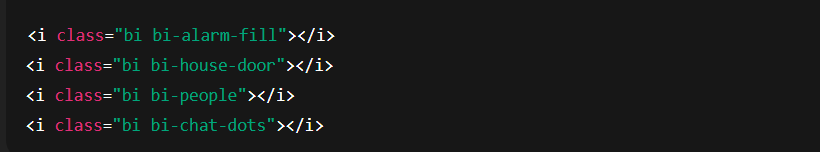 <i class="bi bi-alarm-fill"></i>
<i class="bi bi-house-door"></i>
<i class="bi bi-people"></i>
<i class="bi bi-chat-dots"></i>